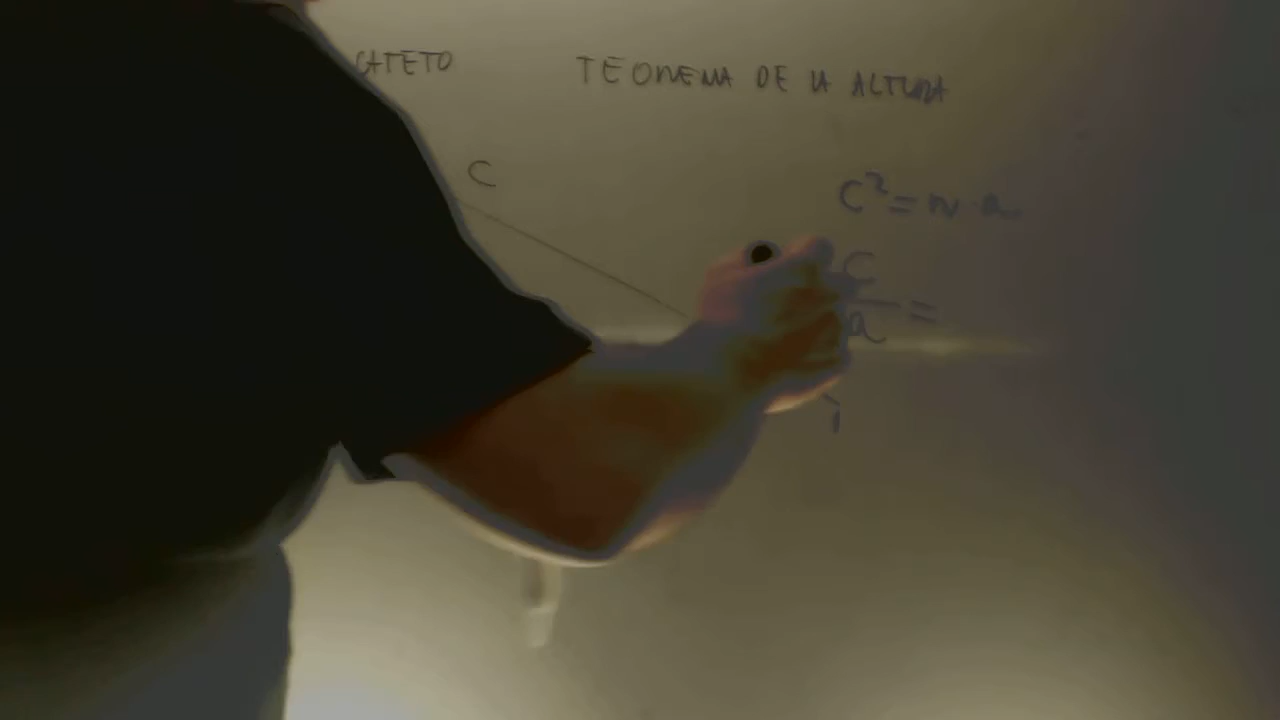 CATETO TEOREMA DE LA ALTURA
C
C² = n · a
C
— =
a